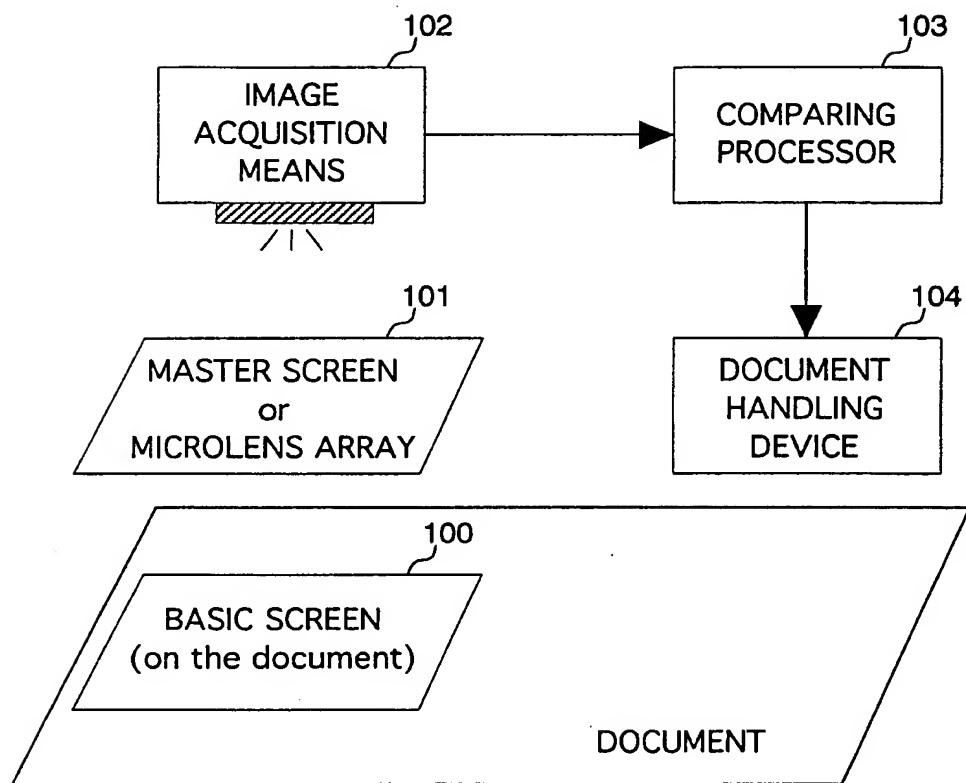 102
IMAGE
ACQUISITION
MEANS
103
COMPARING
PROCESSOR
101
MASTER SCREEN
or
MICROLENS ARRAY
104
DOCUMENT
HANDLING
DEVICE
100
BASIC SCREEN
(on the document)
DOCUMENT